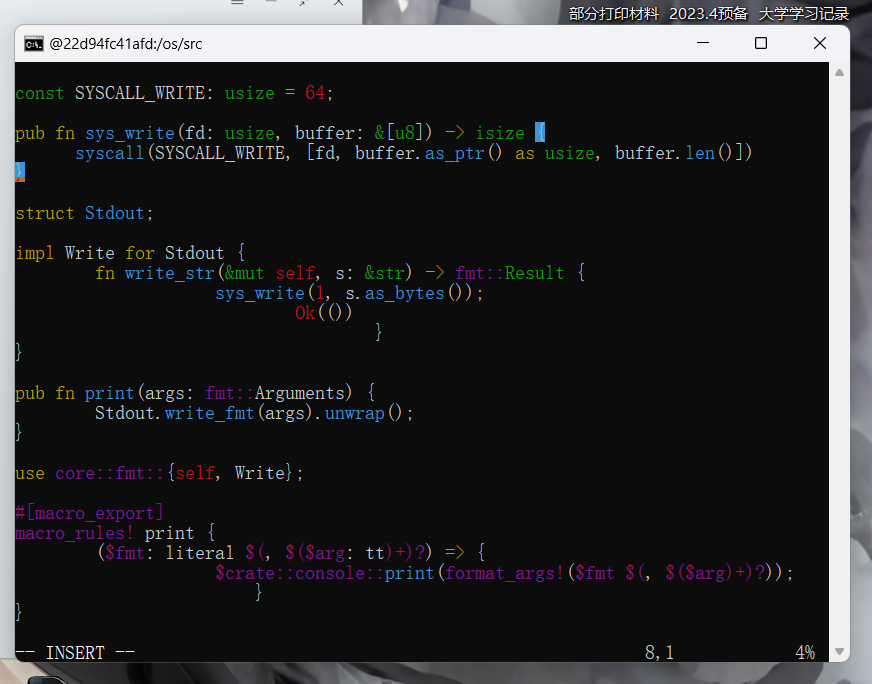 部分打印材料 2023.4预备 大学学习记录
@22d94fc41afd:/os/src
const SYSCALL_WRITE: usize = 64;
pub fn sys_write(fd: usize, buffer: &[u8]) -> isize {
syscall(SYSCALL_WRITE, [fd, buffer.as_ptr() as usize, buffer.len()])
}
struct Stdout;
impl Write for Stdout {
fn write_str(&mut self, s: &str) -> fmt::Result {
sys_write(1, s.as_bytes());
Ok(())
}
}
pub fn print(args: fmt::Arguments) {
Stdout.write_fmt(args).unwrap();
}
use core::fmt::{self, Write};
#[macro_export]
macro_rules! print {
($fmt: literal $(, $($arg: tt)+)?) => {
$crate::console::print(format_args!($fmt $(, $($arg)+)?));
}
}
-- INSERT -- 8,1 4%